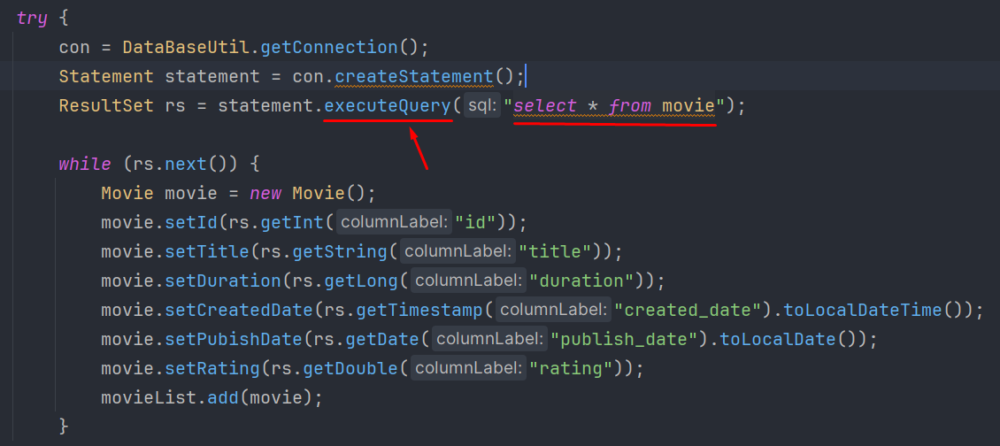 try {
con = DataBaseUtil.getConnection();
Statement statement = con.createStatement();
ResultSet rs = statement.executeQuery( sql: "select * from movie");
while (rs.next()) {
Movie movie = new Movie();
movie.setId(rs.getInt( columnLabel: "id"));
movie.setTitle(rs.getString( columnLabel: "title"));
movie.setDuration(rs.getLong( columnLabel: "duration"));
movie.setCreatedDate(rs.getTimestamp( columnLabel: "created_date").toLocalDateTime());
movie.setPubishDate(rs.getDate( columnLabel: "publish_date").toLocalDate());
movie.setRating(rs.getDouble( columnLabel: "rating"));
movieList.add(movie);
}